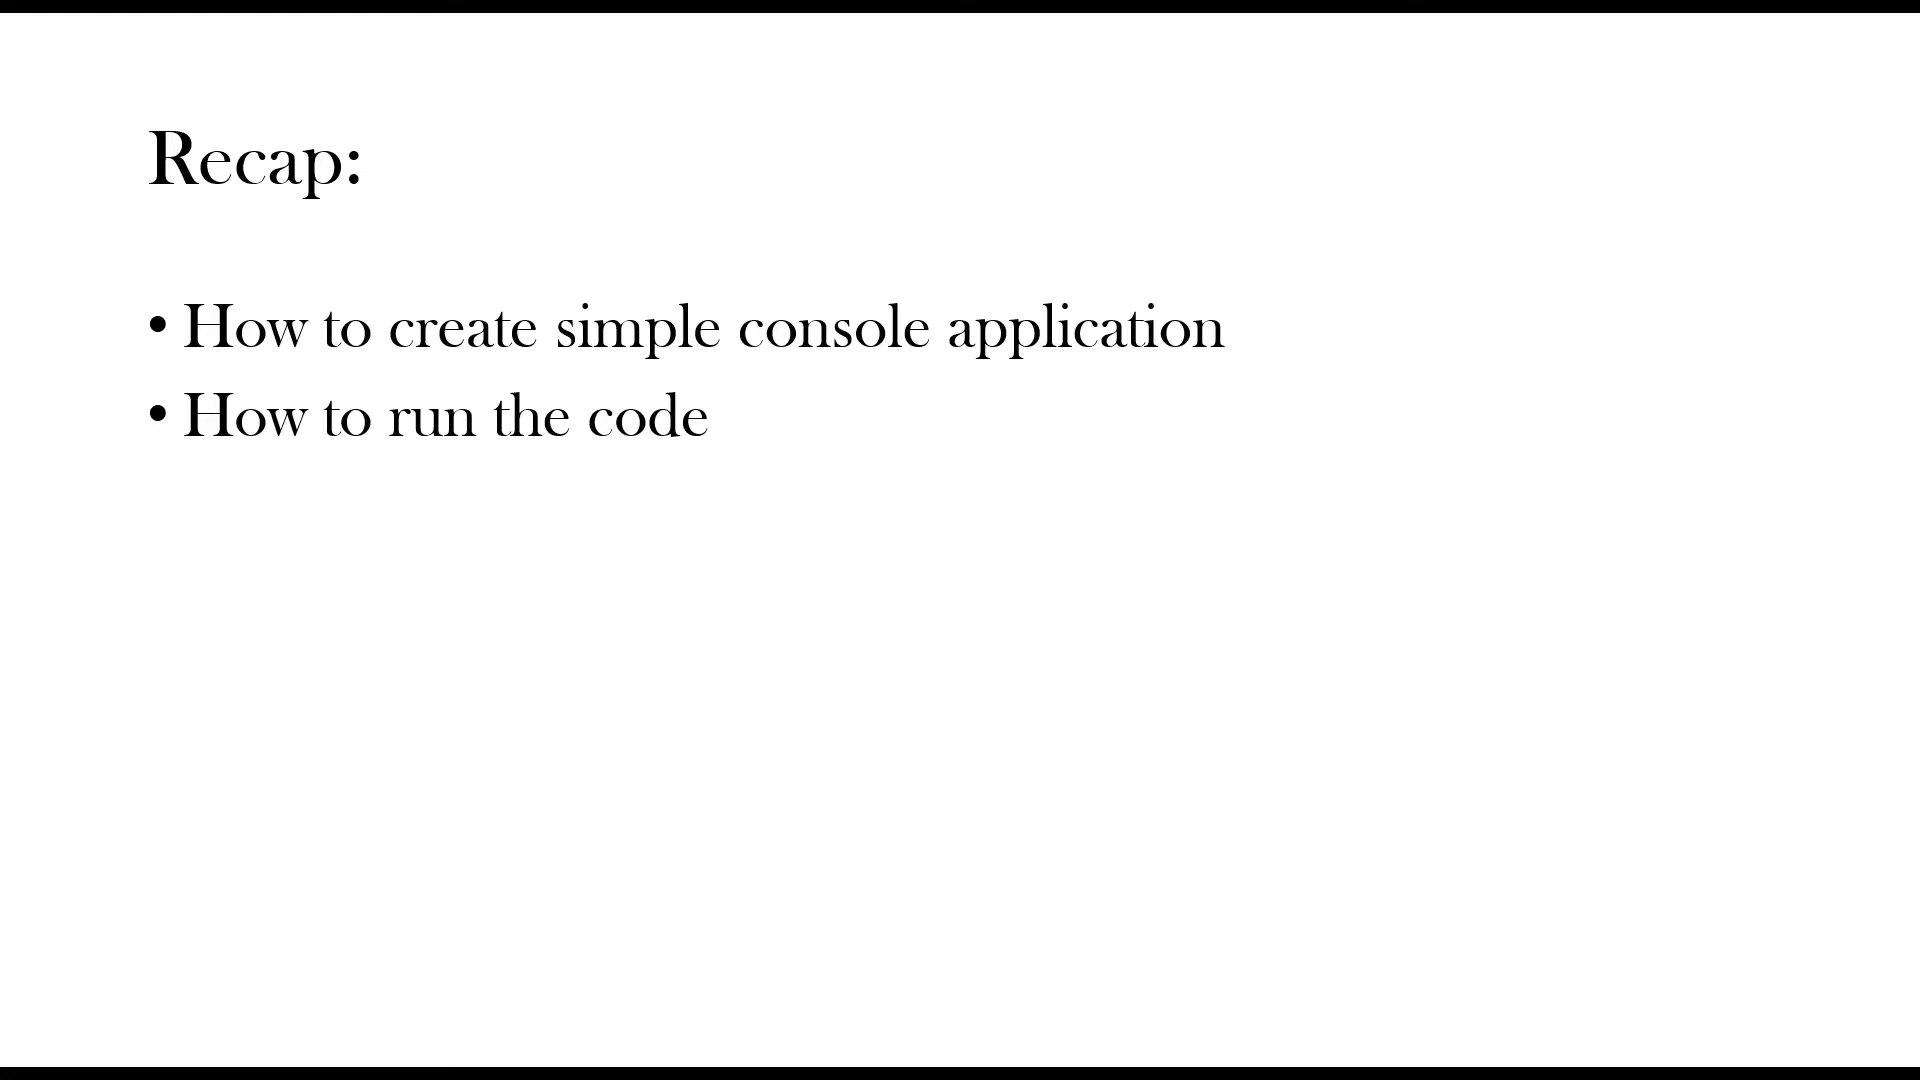 Recap:
• How to create simple console application
• How to run the code